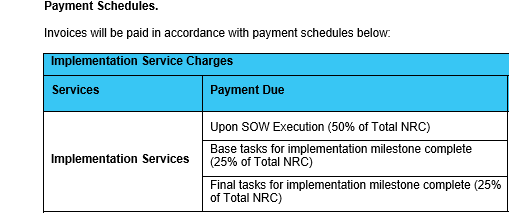 Payment Schedules.
Invoices will be paid in accordance with payment schedules below:
Implementation Service Charges
Services
Payment Due
Implementation Services
Upon SOW Execution (50% of Total NRC)
Base tasks for implementation milestone complete
(25% of Total NRC)
Final tasks for implementation milestone complete (25%
of Total NRC)